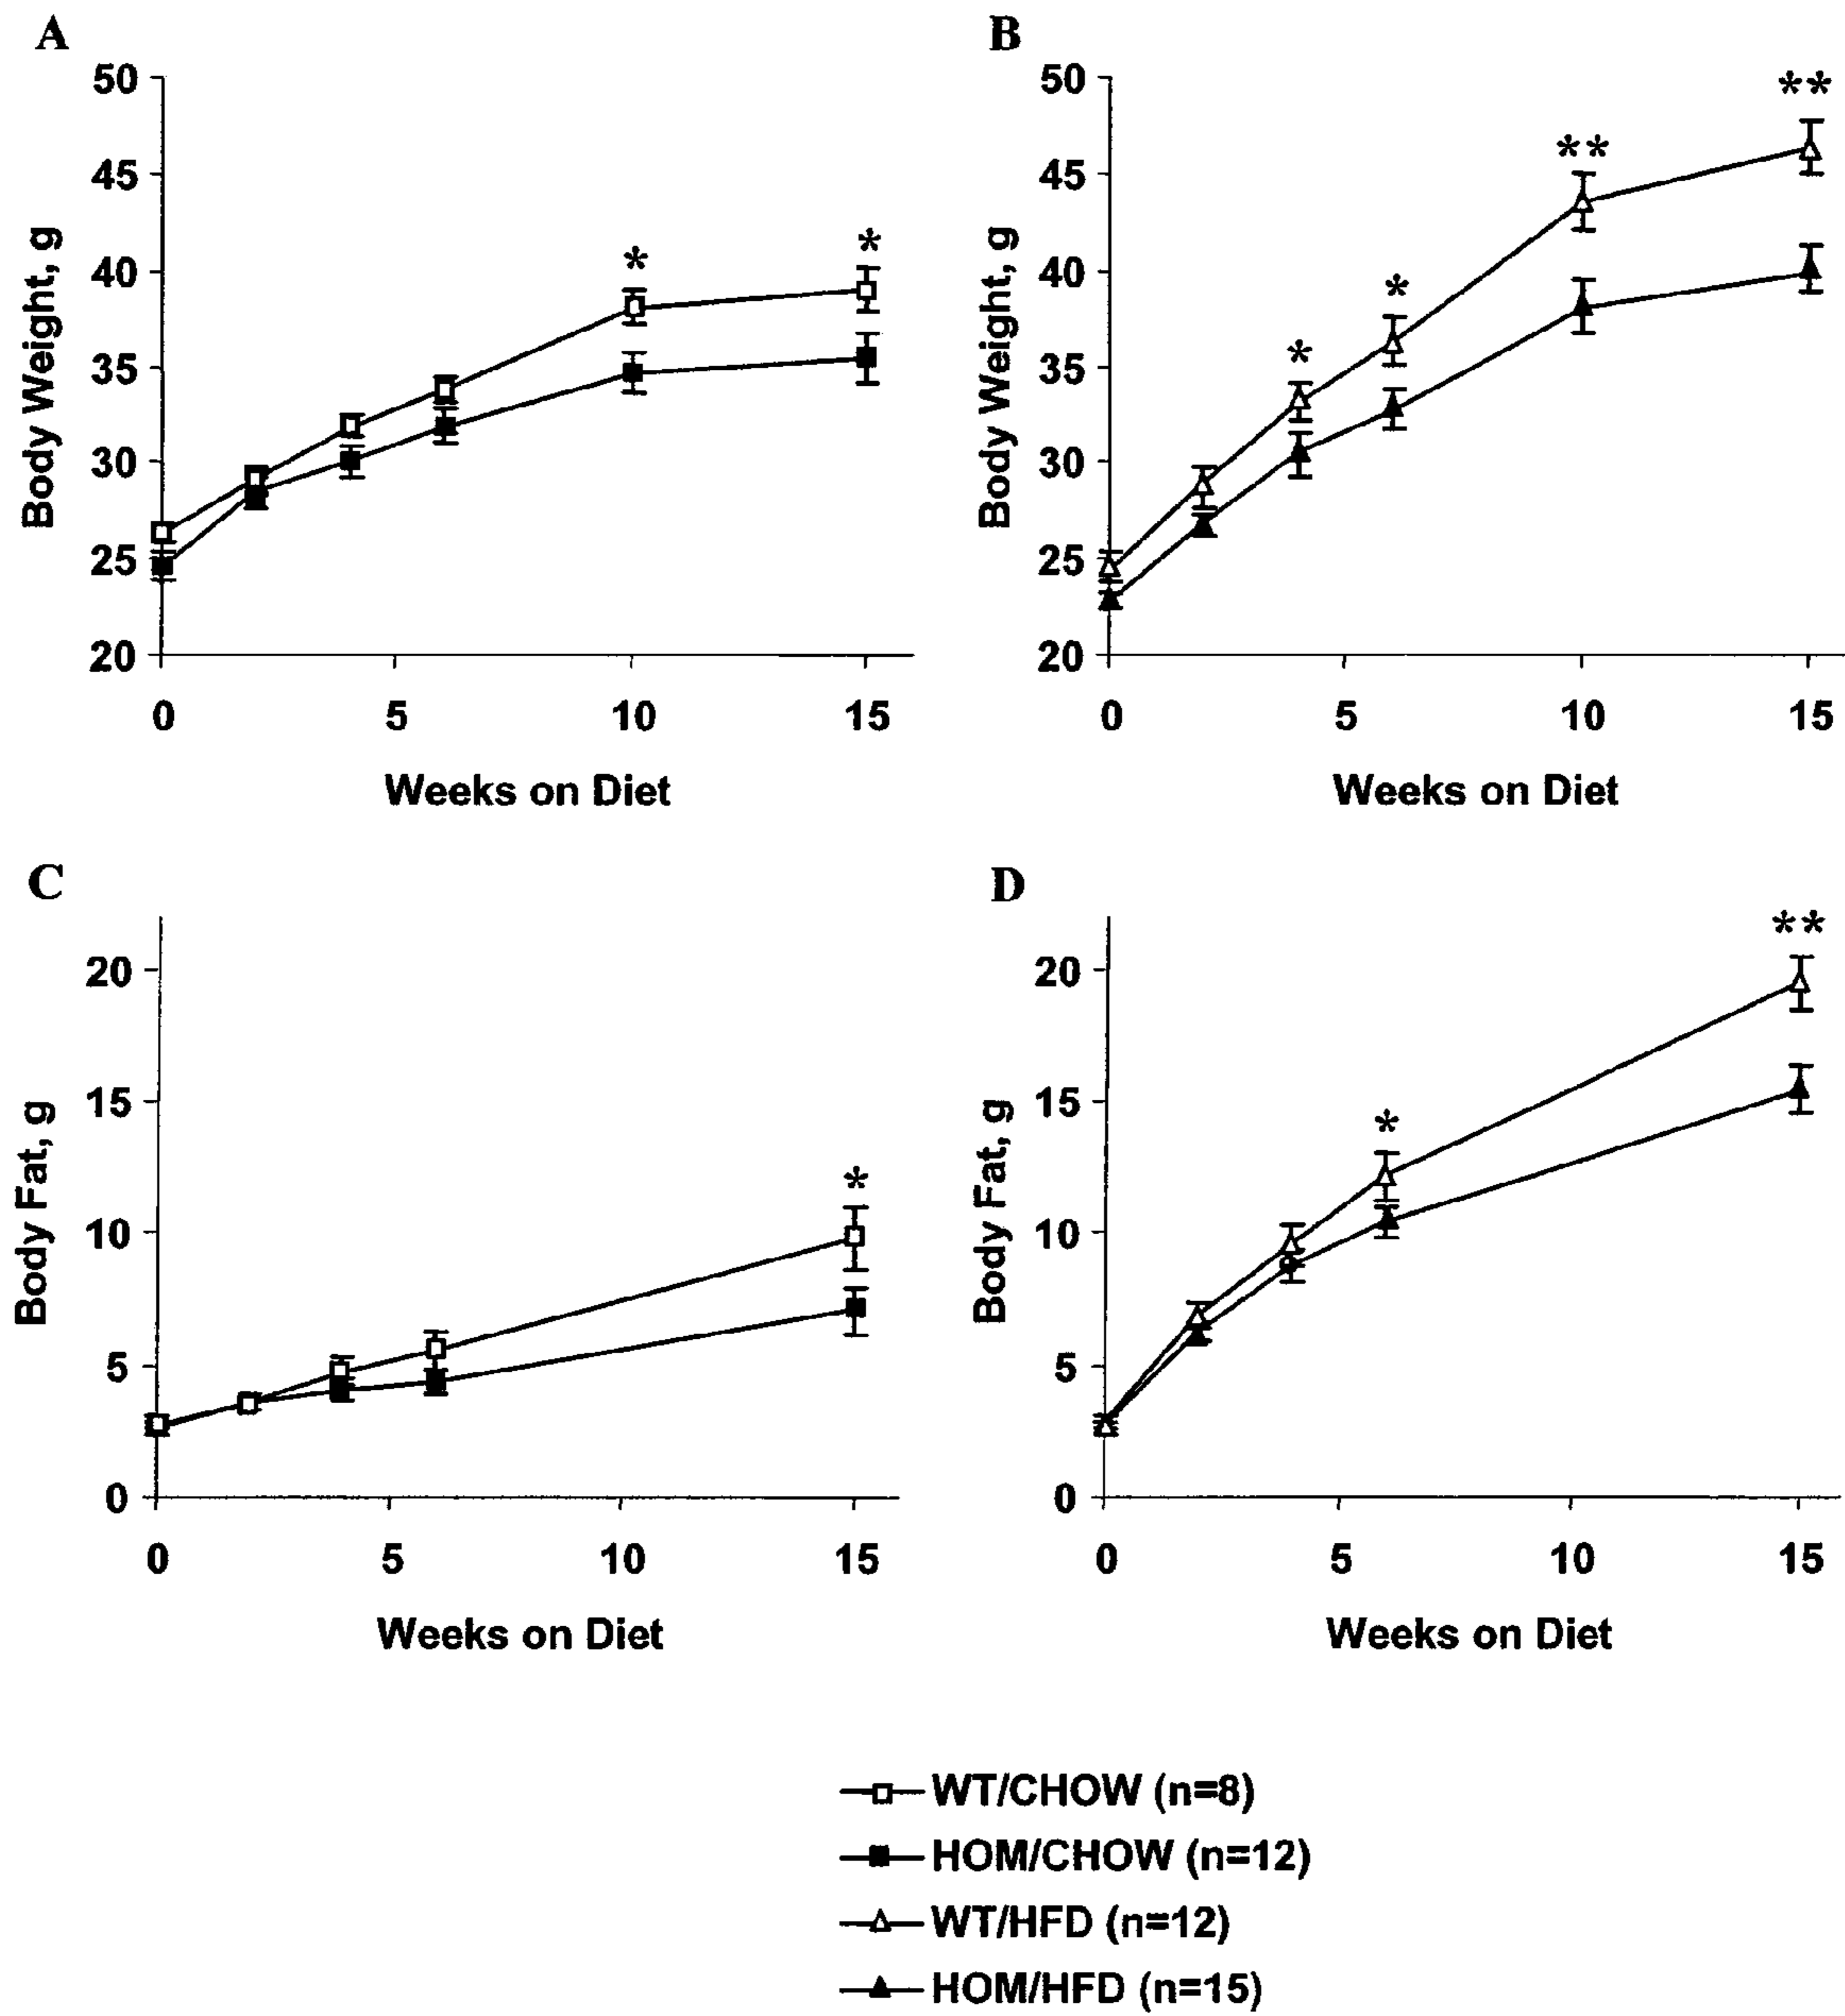 A
50
45
40
35
30
25
20
Body Weight, g
* *
0 5 10 15
Weeks on Diet
B
50
45
40
35
30
25
20
Body Weight, g
* * ** **
0 5 10 15
Weeks on Diet
C
20
15
10
5
0
Body Fat, g
*
0 5 10 15
Weeks on Diet
D
20
15
10
5
0
Body Fat, g
* **
0 5 10 15
Weeks on Diet
WT/CHOW (n=8)
HOM/CHOW (n=12)
WT/HFD (n=12)
HOM/HFD (n=15)